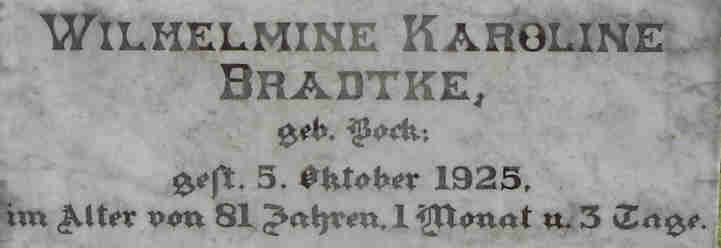 WILHELMINE KAROLINE
BRADTKE,
geb. Bock;
gest. 5. Oktober 1925,
im Alter von 81 Jahren, 1 Monat u. 3 Tage.